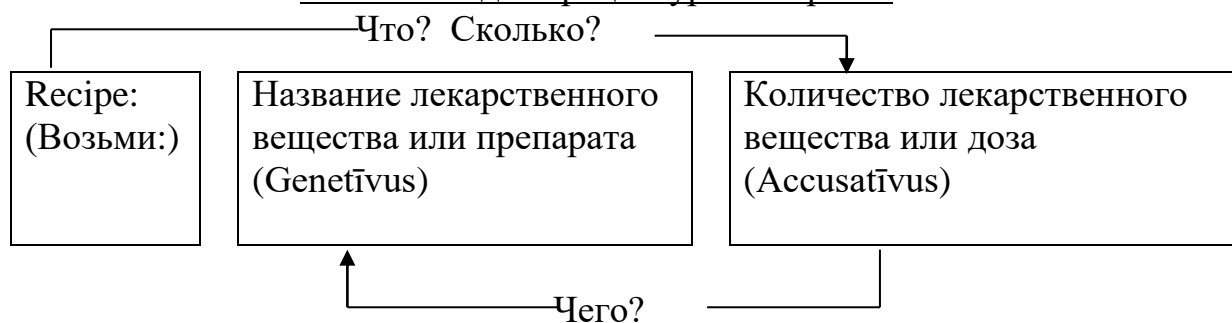 Что? Сколько?
Recipe:
(Возьми:)
Название лекарственного
вещества или препарата
(Genetīvus)
Количество лекарственного
вещества или доза
(Accusatīvus)
Чего?